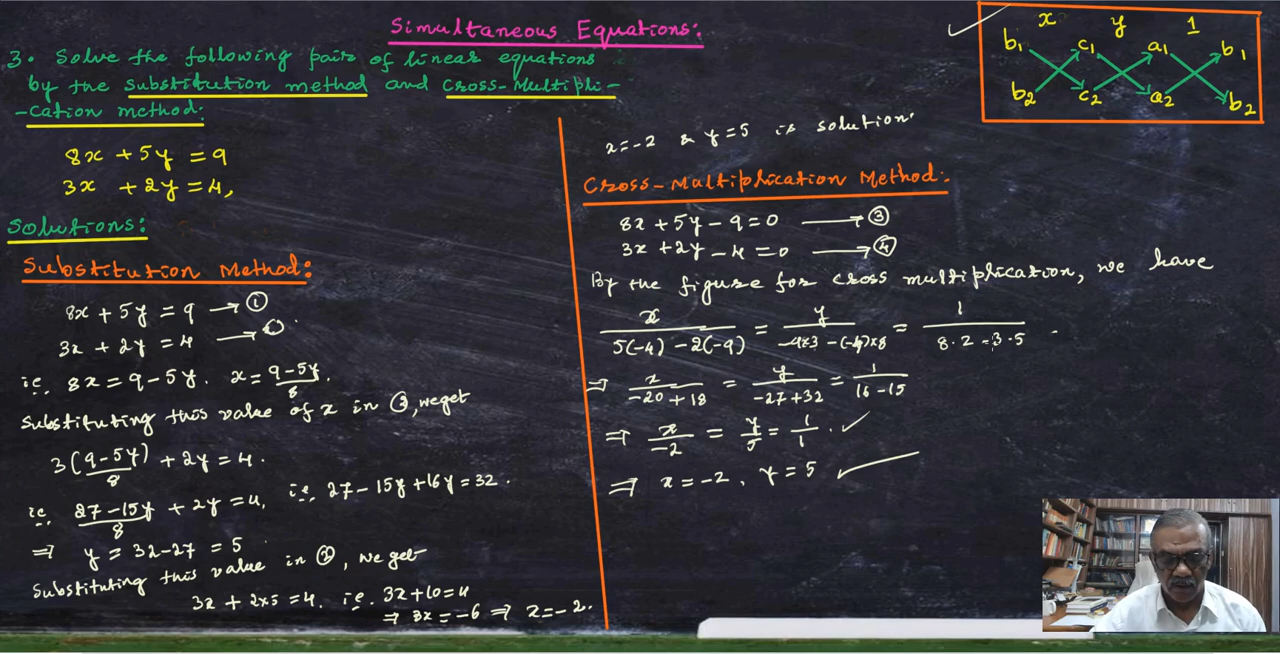 Simultaneous Equations:
3. Solve the following pair of linear equations
by the substitution method and Cross-Multipli-
-cation method:
8x + 5y = 9
3x + 2y = 4,
Solutions:
Substitution Method:
8x + 5y = 9 → ①
3x + 2y = 4 →
i.e. 8x = 9 - 5y. x = (9-5y)/8.
Substituting this value of x in ②, we get
3(9-5y)/8 + 2y = 4.
i.e. (27-15y)/8 + 2y = 4, i.e. 27 - 15y + 16y = 32.
⇒ y = 32-27 = 5
Substituting this value in ②, we get
3x + 2x5 = 4. i.e. 3x + 10 = 4
⇒ 3x = -6 ⇒ x = -2.
x = -2 & y = 5 is solution.
Cross-Multiplication Method:
8x + 5y - 9 = 0 → ③
3x + 2y - 4 = 0 → ④
By the figure for cross multiplication, we have
x/(5(-4) - 2(-9)) = y/(-9x3 - (-4)x8) = 1/(8.2 - 3.5)
⇒ x/(-20+18) = y/(-27+32) = 1/(16-15)
⇒ x/-2 = y/5 = 1/1.
⇒ x = -2, y = 5
x y 1
b1 c1 a1 b1
b2 c2 a2 b2